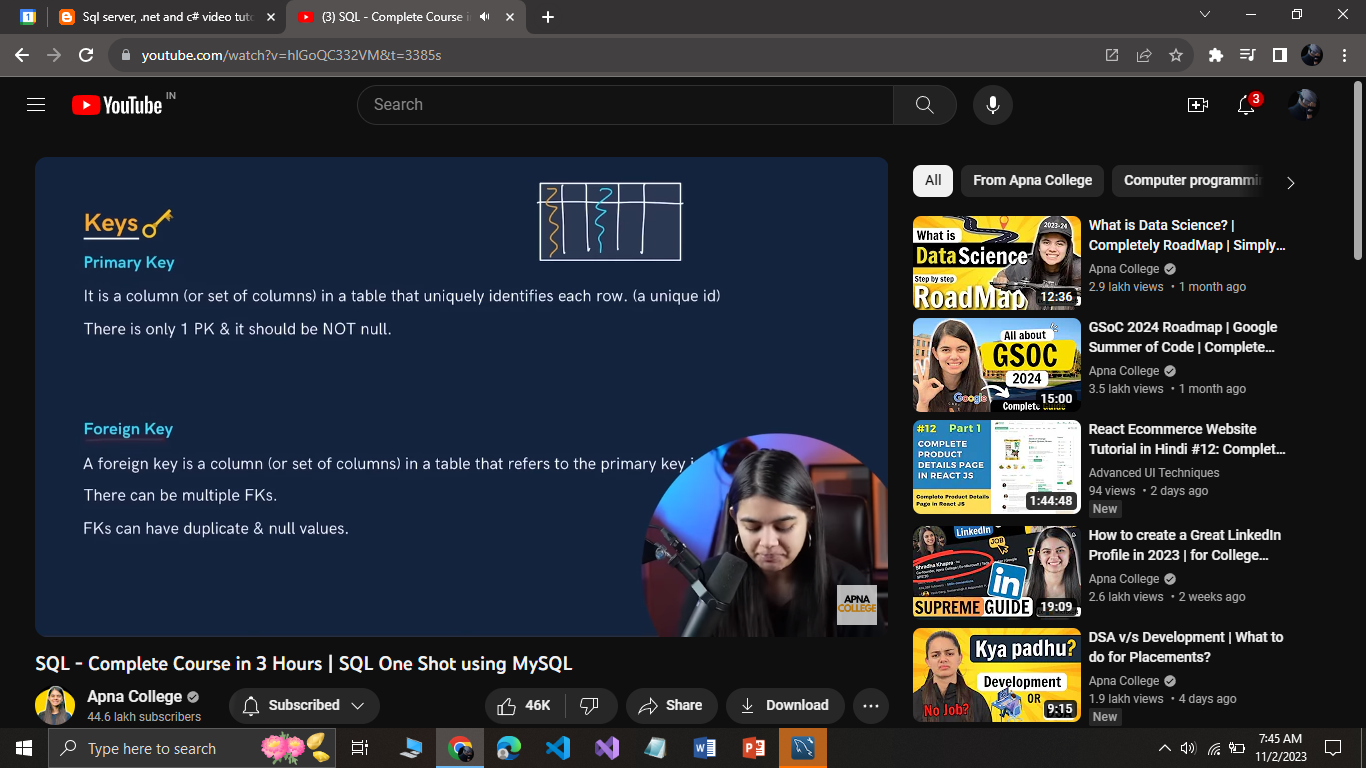 1
Sql server, .net and c# video tuto
(3) SQL - Complete Course in
youtube.com/watch?v=hlGoQC332VM&t=3385s
YouTube IN
Search
3
Keys
Primary Key
It is a column (or set of columns) in a table that uniquely identifies each row. (a unique id)
There is only 1 PK & it should be NOT null.
Foreign Key
A foreign key is a column (or set of columns) in a table that refers to the primary key i
There can be multiple FKs.
FKs can have duplicate & null values.
APNA
COLLEGE
SQL - Complete Course in 3 Hours | SQL One Shot using MySQL
Apna College
44.6 lakh subscribers
Subscribed
46K
Share
Download
All
From Apna College
Computer programmin
What is
Data Science
Step by step
RoadMap
2023-24
12:36
What is Data Science? |
Completely RoadMap | Simply...
Apna College
2.9 lakh views • 1 month ago
All about
GSOC
2024
Google
Complete Guide
15:00
GSoC 2024 Roadmap | Google
Summer of Code | Complete...
Apna College
3.5 lakh views • 1 month ago
#12 Part 1
COMPLETE
PRODUCT
DETAILS PAGE
IN REACT JS
Complete Product Details
Page in React JS
1:44:48
React Ecommerce Website
Tutorial in Hindi #12: Complet...
Advanced UI Techniques
94 views • 2 days ago
New
LinkedIn
JOB
Shradha Khapra
in
SUPREME GUIDE
19:09
How to create a Great LinkedIn
Profile in 2023 | for College...
Apna College
2.6 lakh views • 2 weeks ago
Kya padhu?
Development
OR
No Job?
9:15
DSA v/s Development | What to
do for Placements?
Apna College
1.9 lakh views • 4 days ago
New
Type here to search
7:45 AM
11/2/2023